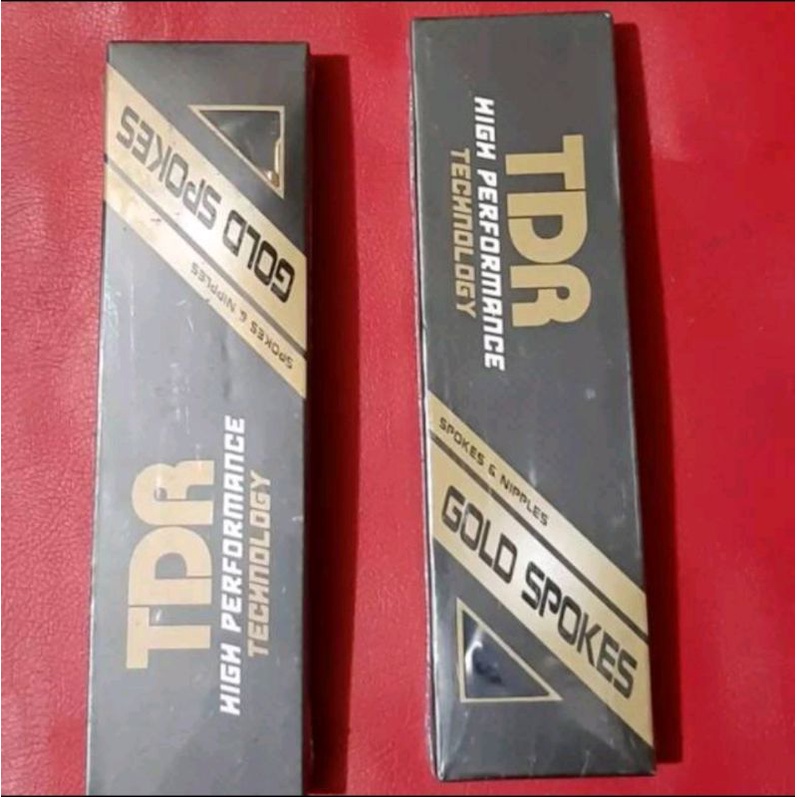 GOLD SPOKES
SPOKES & NIPPLES
TDR
HIGH PERFORMANCE
TECHNOLOGY
TDR
HIGH PERFORMANCE
TECHNOLOGY
SPOKES & NIPPLES
GOLD SPOKES